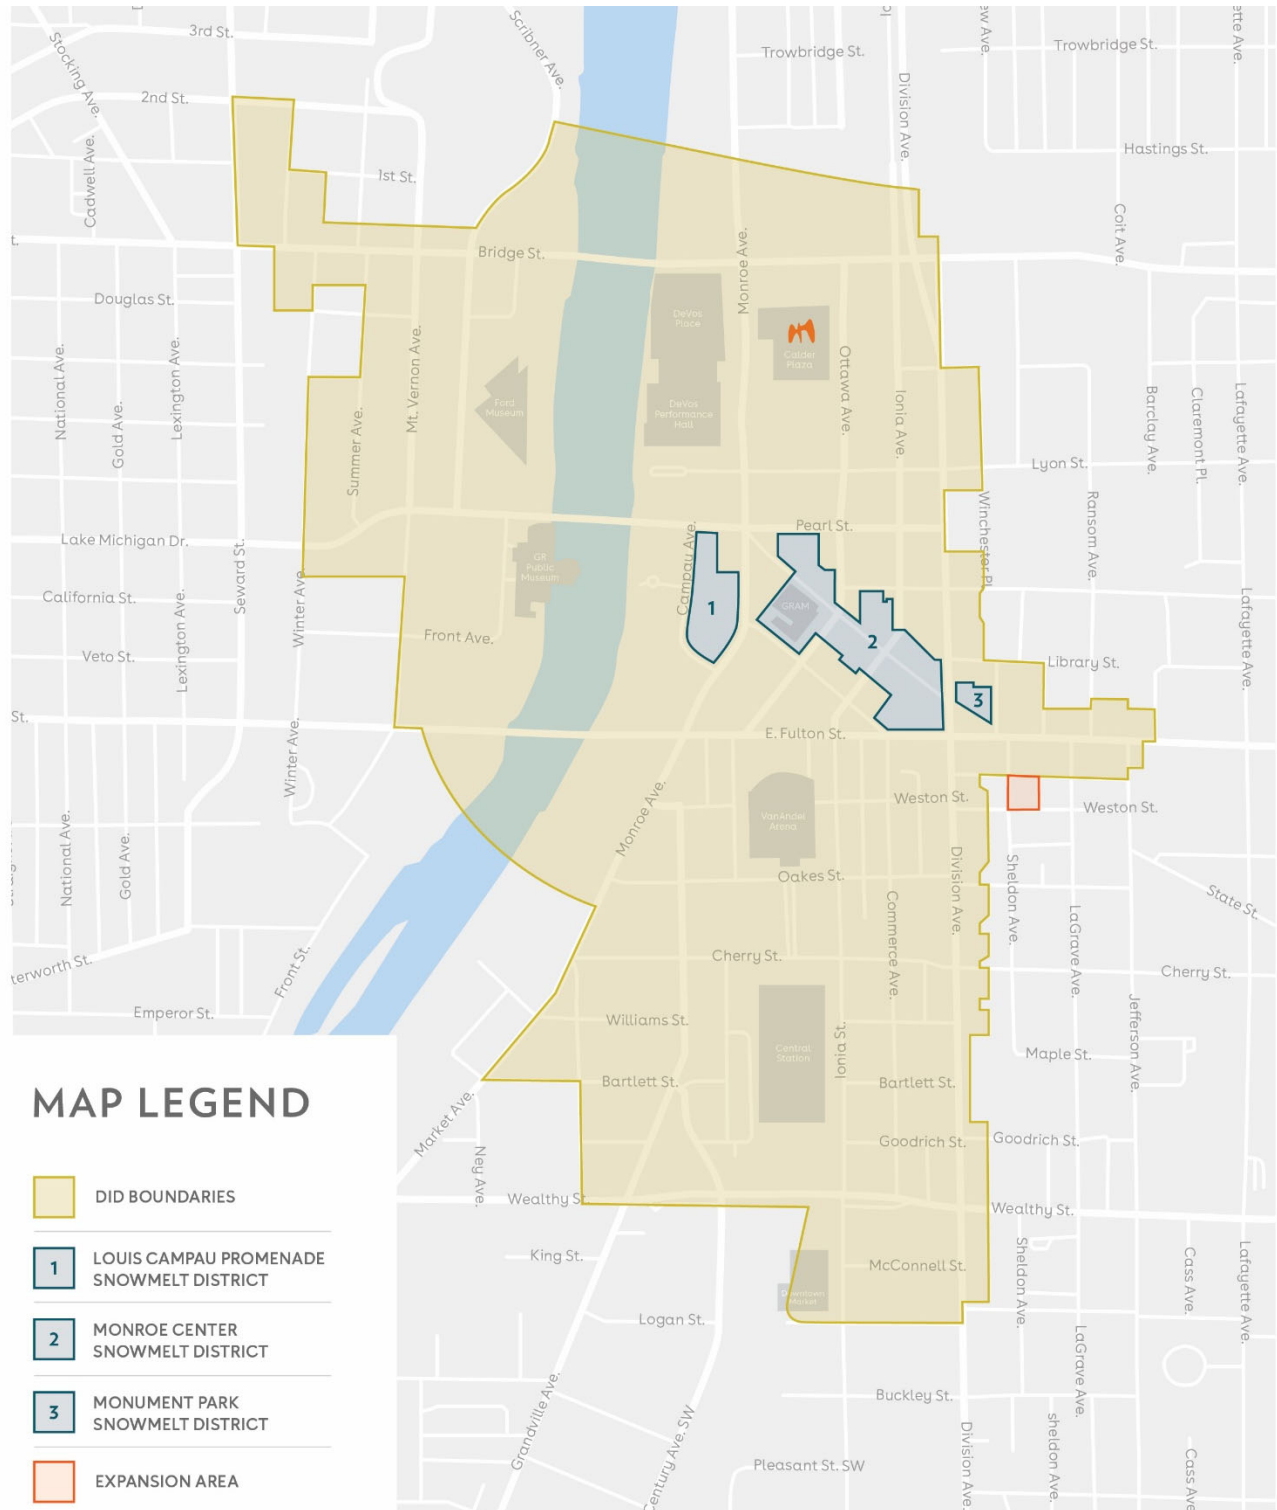 3rd St.
Scribner Ave.
Trowbridge St.
Trowbridge St.
Stocking Ave.
2nd St.
Division Ave.
Hastings St.
Cadwell Ave.
1st St.
Coit Ave.
Bridge St.
Monroe Ave.
Douglas St.
DeVos
Place
Calder
Plaza
National Ave.
Gold Ave.
Lexington Ave.
Mt. Vernon Ave.
Summer Ave.
Ford
Museum
DeVos
Performance
Hall
Ottawa Ave.
Ionia Ave.
Barclay Ave.
Claremont Pl.
Lafayette Ave.
Lyon St.
Winchester Pl.
Ransom Ave.
Pearl St.
Campau Ave.
Lake Michigan Dr.
Seward St.
GR
Public
Museum
California St.
Winter Ave.
Lexington Ave.
1
GRAM
2
Front Ave.
Veto St.
Library St.
Lafayette Ave.
3
St.
Winter Ave.
E. Fulton St.
Weston St.
Weston St.
VanAndel
Arena
Monroe Ave.
National Ave.
Gold Ave.
Oakes St.
Division Ave.
Sheldon Ave.
State St.
Commerce Ave.
LaGrave Ave.
Cherry St.
Cherry St.
terworth St.
Front St.
Emperor St.
Williams St.
Central
Station
Ionia St.
Jefferson Ave.
Maple St.
Bartlett St.
Bartlett St.
Market Ave.
Goodrich St.
Goodrich St.
Ney Ave.
Wealthy St.
Wealthy St.
King St.
McConnell St.
Sheldon Ave.
Cass Ave.
Lafayette Ave.
Downtown
Market
Logan St.
LaGrave Ave.
Buckley St.
Grandville Ave.
Century Ave. SW
Pleasant St. SW
Division Ave.
sheldon Ave.
Cass Av
MAP LEGEND
DID BOUNDARIES
1
LOUIS CAMPAU PROMENADE
SNOWMELT DISTRICT
2
MONROE CENTER
SNOWMELT DISTRICT
3
MONUMENT PARK
SNOWMELT DISTRICT
EXPANSION AREA